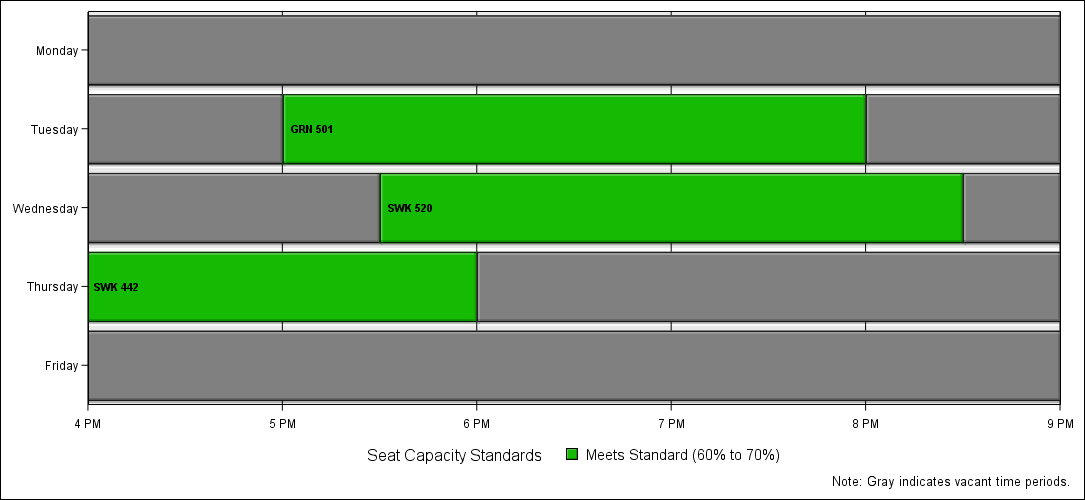 Monday
Tuesday
GRN 501
Wednesday
SWK 520
Thursday
SWK 442
Friday
4 PM 5 PM 6 PM 7 PM 8 PM 9 PM
Seat Capacity Standards Meets Standard (60% to 70%)
Note: Gray indicates vacant time periods.